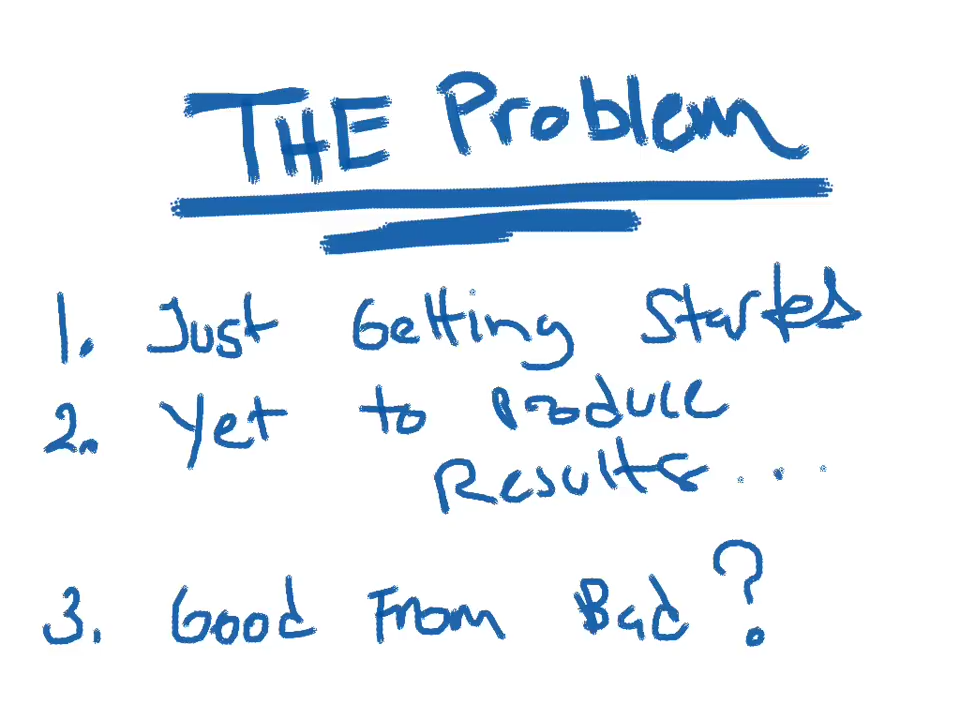 THE Problem
1. Just Getting Started
2. Yet to Produce
Results...
3. Good From Bad?